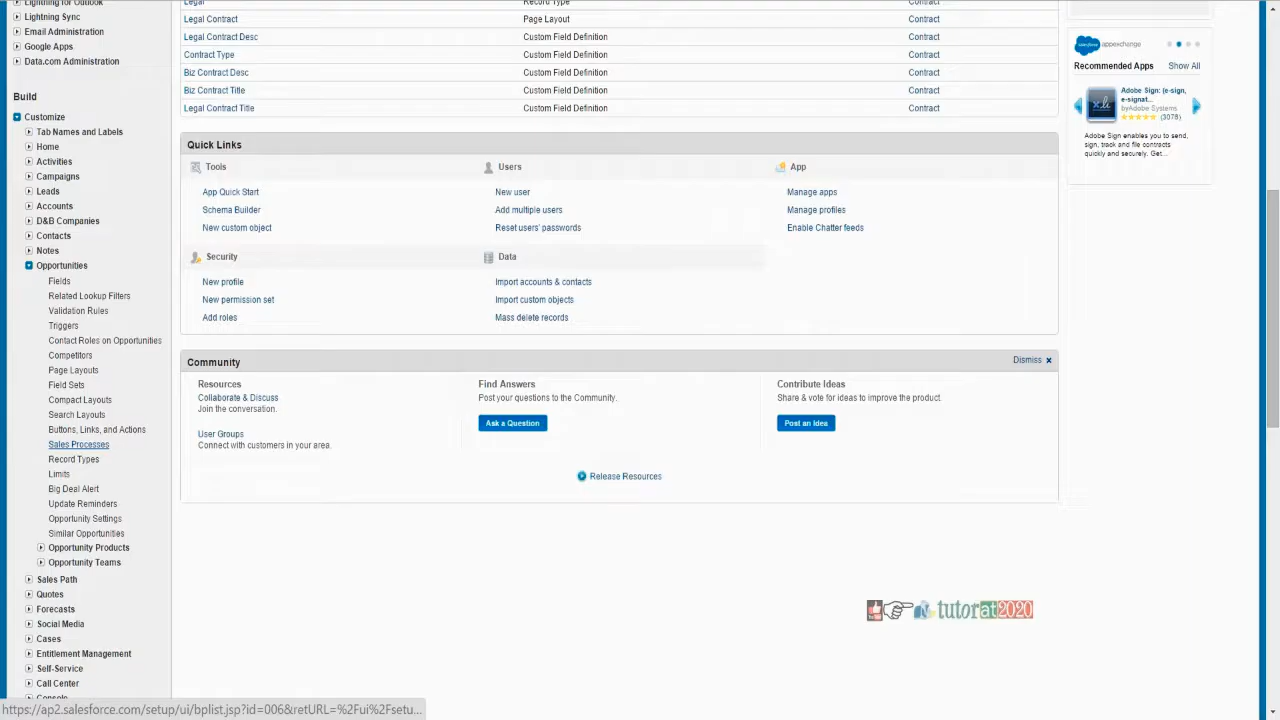 Lightning for Outlook
Lightning Sync
Email Administration
Google Apps
Data.com Administration
Build
Customize
Tab Names and Labels
Home
Activities
Campaigns
Leads
Accounts
D&B Companies
Contacts
Notes
Opportunities
Fields
Related Lookup Filters
Validation Rules
Triggers
Contact Roles on Opportunities
Competitors
Page Layouts
Field Sets
Compact Layouts
Search Layouts
Buttons, Links, and Actions
Sales Processes
Record Types
Limits
Big Deal Alert
Update Reminders
Opportunity Settings
Similar Opportunities
Opportunity Products
Opportunity Teams
Sales Path
Quotes
Forecasts
Social Media
Cases
Entitlement Management
Self-Service
Call Center
Console
https://ap2.salesforce.com/setup/ui/bplist.jsp?id=006&retURL=%2Fui%2Fsetu...
Legal Record Type Contract
Legal Contract Page Layout Contract
Legal Contract Desc Custom Field Definition Contract
Contract Type Custom Field Definition Contract
Biz Contract Desc Custom Field Definition Contract
Biz Contract Title Custom Field Definition Contract
Legal Contract Title Custom Field Definition Contract
Quick Links
Tools Users App
App Quick Start New user Manage apps
Schema Builder Add multiple users Manage profiles
New custom object Reset users' passwords Enable Chatter feeds
Security Data
New profile Import accounts & contacts
New permission set Import custom objects
Add roles Mass delete records
Community Dismiss
Resources
Collaborate & Discuss
Join the conversation.
User Groups
Connect with customers in your area.
Find Answers
Post your questions to the Community.
Ask a Question
Contribute Ideas
Share & vote for ideas to improve the product.
Post an Idea
Release Resources
salesforce appexchange
Recommended Apps Show All
Adobe Sign: (e-sign,
e-signat...
byAdobe Systems
(3078)
Adobe Sign enables you to send,
sign, track and file contracts
quickly and securely. Get...
tutorat2020